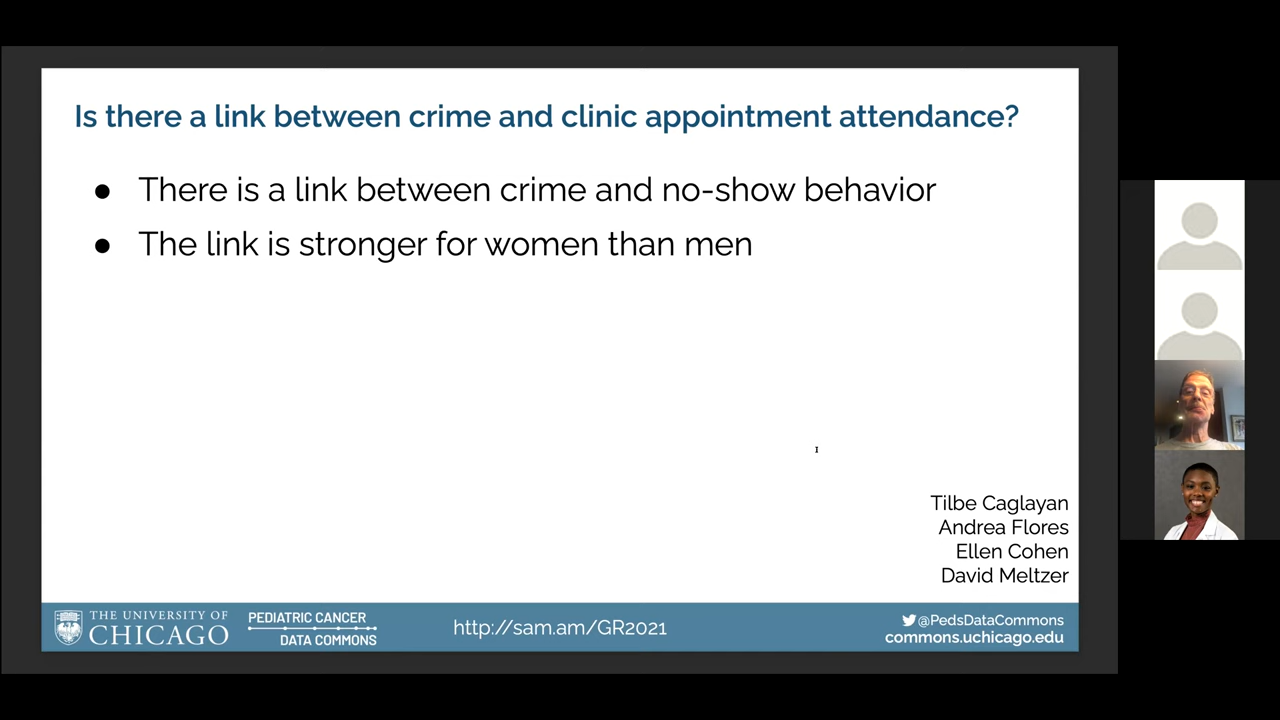 Is there a link between crime and clinic appointment attendance?
● There is a link between crime and no-show behavior
● The link is stronger for women than men
Tilbe Caglayan
Andrea Flores
Ellen Cohen
David Meltzer
THE UNIVERSITY OF
CHICAGO
PEDIATRIC CANCER
DATA COMMONS
http://sam.am/GR2021
@PedsDataCommons
commons.uchicago.edu